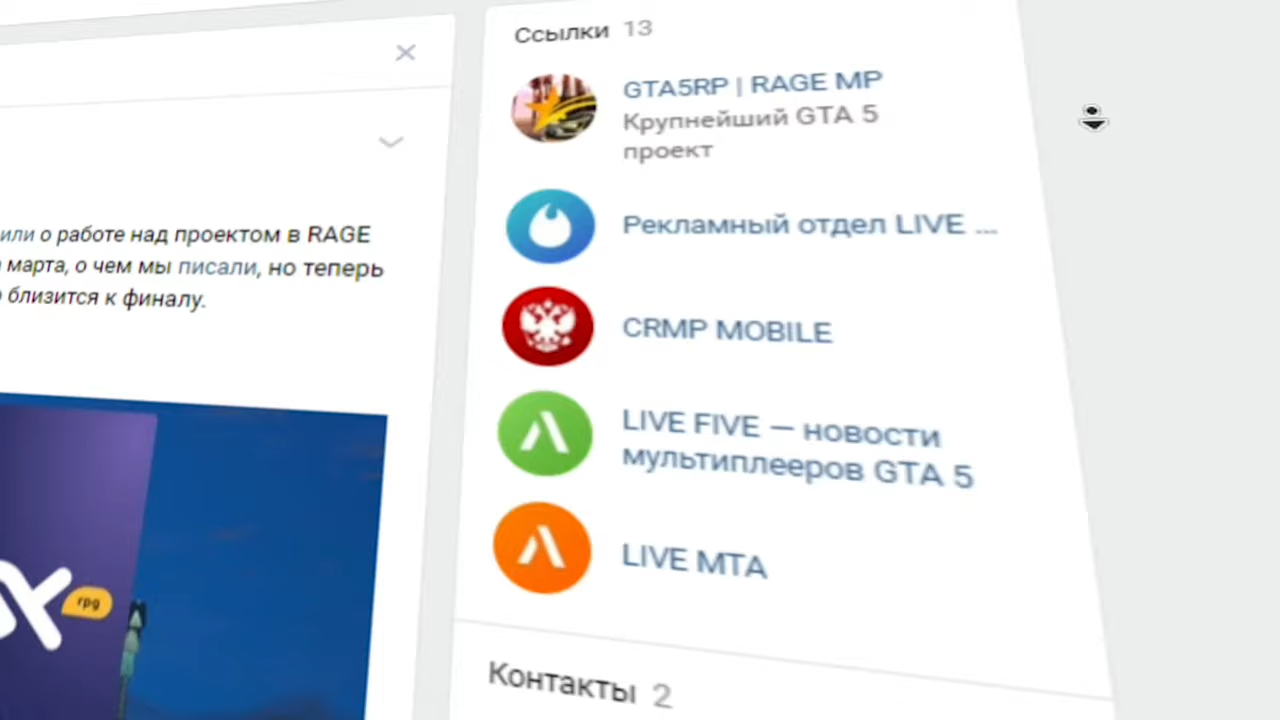 или о работе над проектом в RAGE
марта, о чем мы писали, но теперь
близится к финалу.
rpg
Ссылки 13
GTA5RP | RAGE MP
Крупнейший GTA 5
проект
Рекламный отдел LIVE ...
CRMP MOBILE
LIVE FIVE — новости
мультиплееров GTA 5
LIVE MTA
Контакты 2